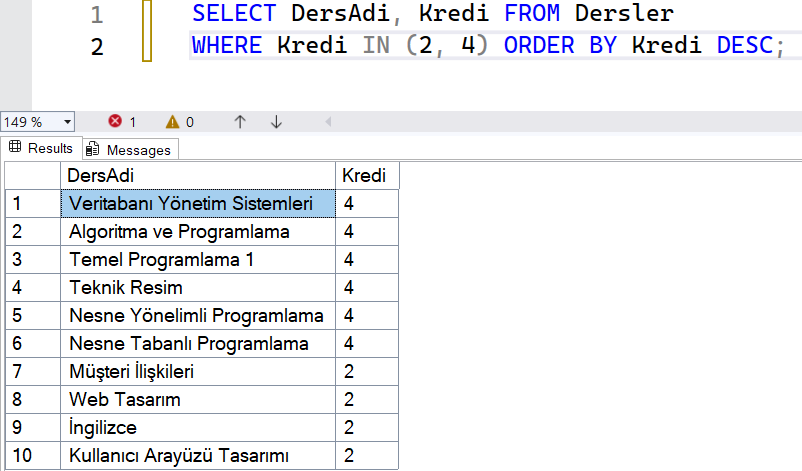 1 SELECT DersAdi, Kredi FROM Dersler
2 WHERE Kredi IN (2, 4) ORDER BY Kredi DESC;
149 % 1 0
Results Messages
DersAdi Kredi
1 Veritabanı Yönetim Sistemleri 4
2 Algoritma ve Programlama 4
3 Temel Programlama 1 4
4 Teknik Resim 4
5 Nesne Yönelimli Programlama 4
6 Nesne Tabanlı Programlama 4
7 Müşteri İlişkileri 2
8 Web Tasarım 2
9 İngilizce 2
10 Kullanıcı Arayüzü Tasarımı 2